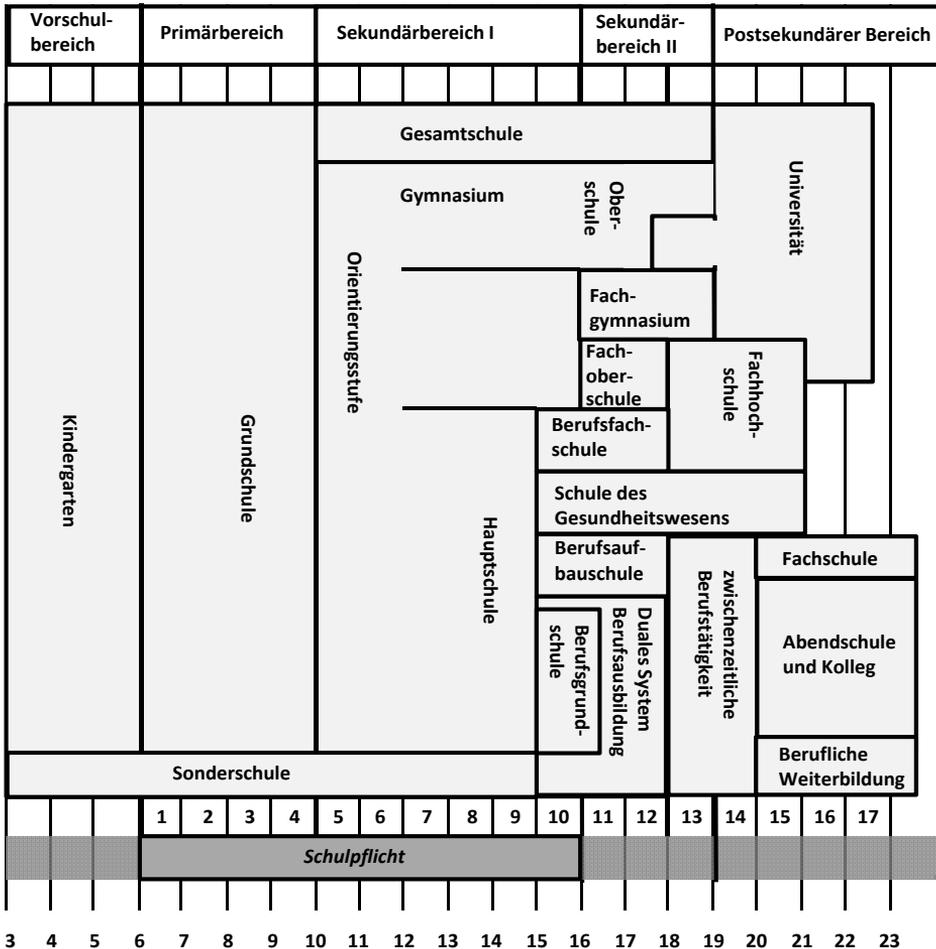 Vorschul-
bereich
Primärbereich
Sekundärbereich I
Sekundär-
bereich II
Postsekundärer Bereich
Gesamtschule
Gymnasium
Ober-
schule
Universität
Orientierungsstufe
Fach-
gymnasium
Fach-
ober-
schule
Fachhoch-
schule
Kindergarten
Grundschule
Berufsfach-
schule
Schule des
Gesundheitswesens
Hauptschule
Berufsauf-
bauschule
zwischenzeitliche
Berufstätigkeit
Fachschule
Berufsgrund-
schule
Duales System
Berufsausbildung
Abendschule
und Kolleg
Sonderschule
Berufliche
Weiterbildung
1 2 3 4 5 6 7 8 9 10 11 12 13 14 15 16 17
Schulpflicht
3 4 5 6 7 8 9 10 11 12 13 14 15 16 17 18 19 20 21 22 23